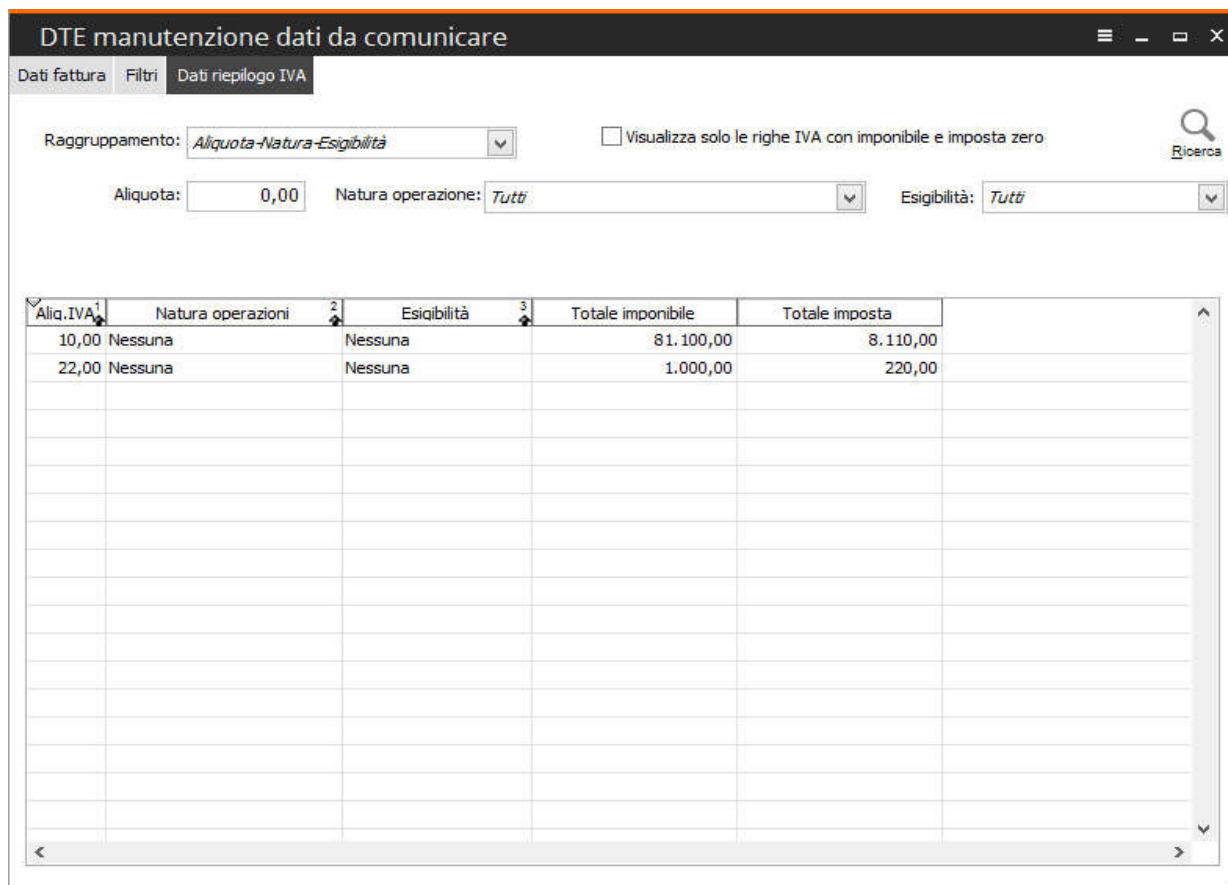 DTE manutenzione dati da comunicare
Dati fattura Filtri Dati riepilogo IVA
Raggruppamento: Aliquota-Natura-Esigibilità Visualizza solo le righe IVA con imponibile e imposta zero Ricerca
Aliquota: 0,00 Natura operazione: Tutti Esigibilità: Tutti
Aliq.IVA 1 Natura operazioni 2 Esigibilità 3 Totale imponibile Totale imposta
10,00 Nessuna Nessuna 81.100,00 8.110,00
22,00 Nessuna Nessuna 1.000,00 220,00